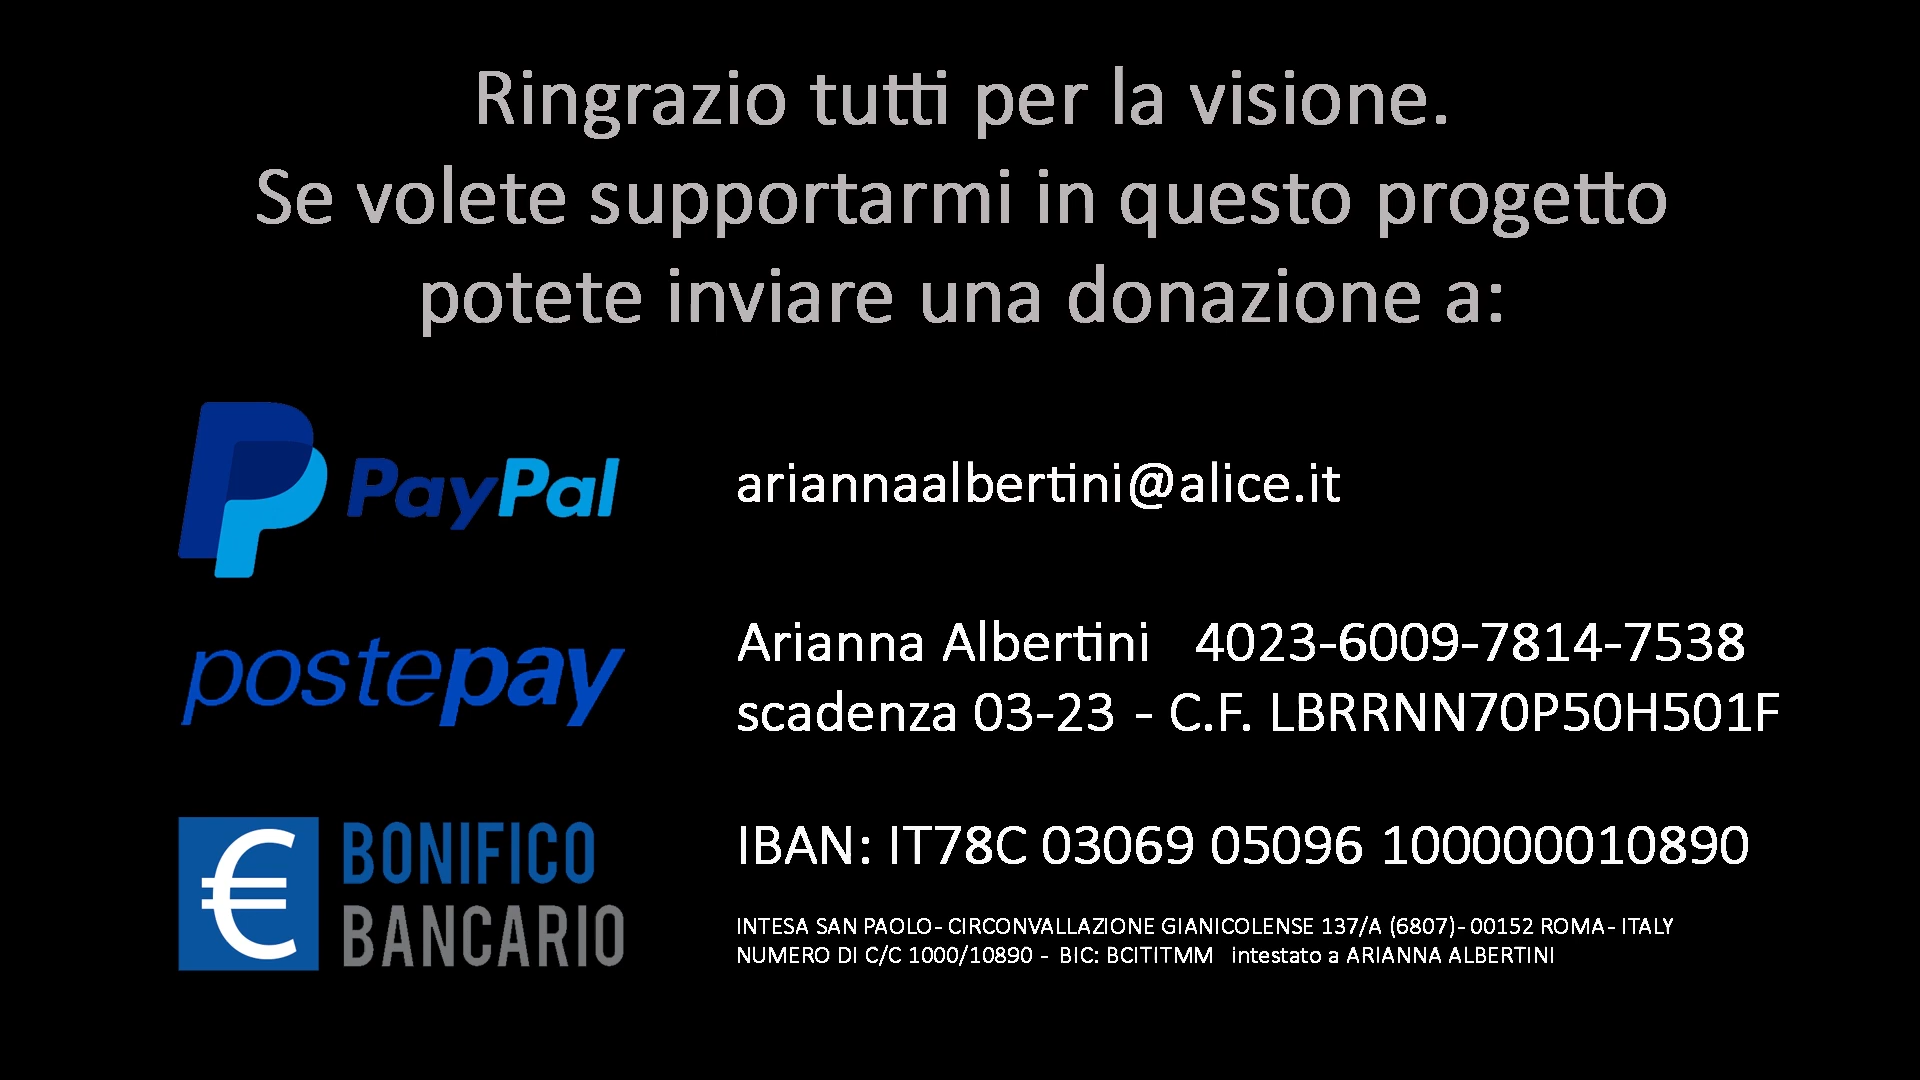 Ringrazio tutti per la visione.
Se volete supportarmi in questo progetto
potete inviare una donazione a:
PayPal
ariannaalbertini@alice.it
postepay
Arianna Albertini 4023-6009-7814-7538
scadenza 03-23 - C.F. LBRRNN70P50H501F
€
BONIFICO
BANCARIO
IBAN: IT78C 03069 05096 100000010890
INTESA SAN PAOLO - CIRCONVALLAZIONE GIANICOLENSE 137/A (6807) - 00152 ROMA - ITALY
NUMERO DI C/C 1000/10890 - BIC: BCITITMM intestato a ARIANNA ALBERTINI